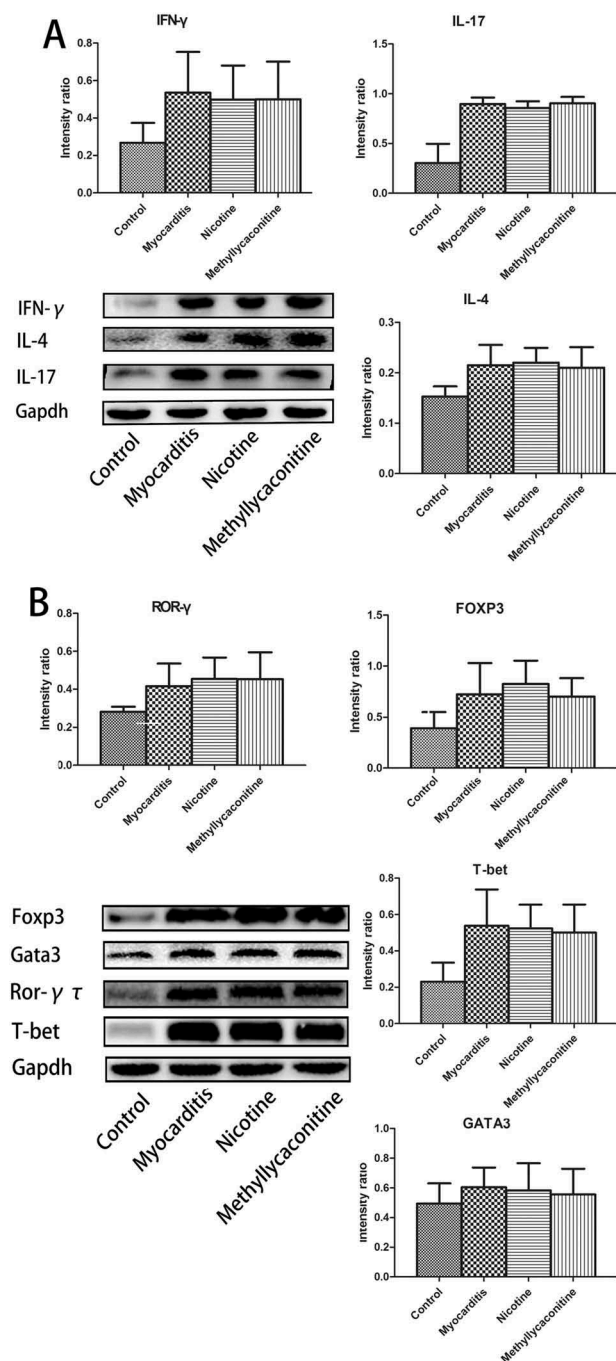 A
IFN-γ
Intensity ratio
0.8
0.6
0.4
0.2
0.0
Control
Myocarditis
Nicotine
Methyllycaconitine
IL-17
Intensity ratio
1.5
1.0
0.5
0.0
Control
Myocarditis
Nicotine
Methyllycaconitine
IFN-γ
IL-4
IL-17
Gapdh
Control
Myocarditis
Nicotine
Methyllycaconitine
IL-4
Intensity ratio
0.3
0.2
0.1
0.0
Control
Myocarditis
Nicotine
Methyllycaconitine
B
ROR-γ
Intensity ratio
0.8
0.6
0.4
0.2
0.0
Control
Myocarditis
Nicotine
Methyllycaconitine
FOXP3
Intensity ratio
1.5
1.0
0.5
0.0
Control
Myocarditis
Nicotine
Methyllycaconitine
Foxp3
Gata3
Ror-γ τ
T-bet
Gapdh
Control
Myocarditis
Nicotine
Methyllycaconitine
T-bet
Intensity ratio
0.8
0.6
0.4
0.2
0.0
Control
Myocarditis
Nicotine
Methyllycaconitine
GATA3
Intensity ratio
1.0
0.8
0.6
0.4
0.2
0.0
Control
Myocarditis
Nicotine
Methyllycaconitine